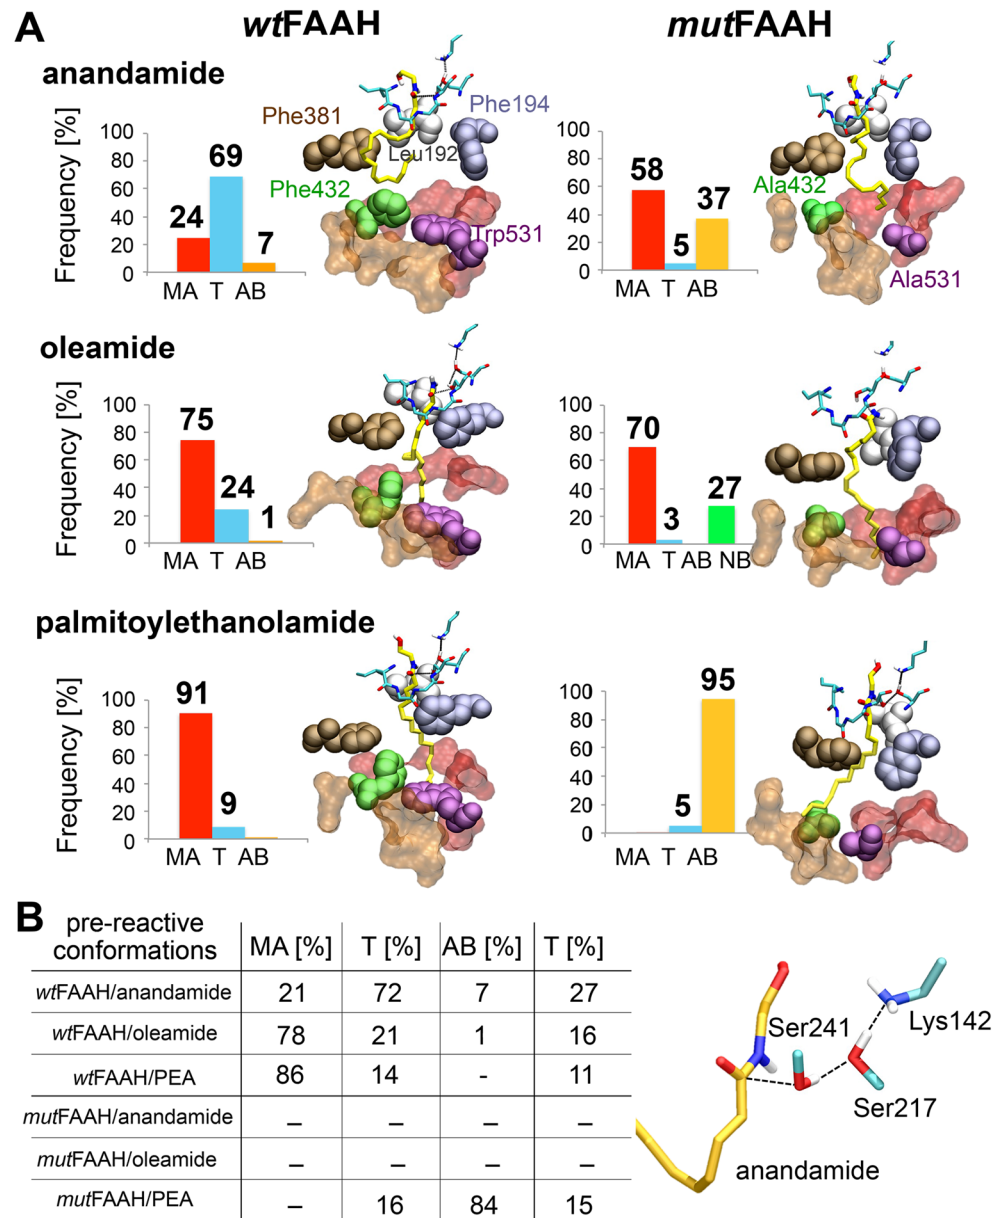 A
wtFAAH
mutFAAH
anandamide
Frequency [%]
100
80
60
40
20
0
24
69
7
MA T AB
Phe381
Phe194
Leu192
Phe432
Trp531
100
80
60
40
20
0
58
5
37
MA T AB
Ala432
Ala531
oleamide
Frequency [%]
100
80
60
40
20
0
75
24
1
MA T AB
100
80
60
40
20
0
70
3
27
MA T AB NB
palmitoylethanolamide
Frequency [%]
100
80
60
40
20
0
91
9
MA T AB
100
80
60
40
20
0
5
95
MA T AB
B
pre-reactive
conformations
MA [%] T [%] AB [%] T [%]
wtFAAH/anandamide 21 72 7 27
wtFAAH/oleamide 78 21 1 16
wtFAAH/PEA 86 14 - 11
mutFAAH/anandamide – – – –
mutFAAH/oleamide – – – –
mutFAAH/PEA – 16 84 15
Ser241
Lys142
Ser217
anandamide